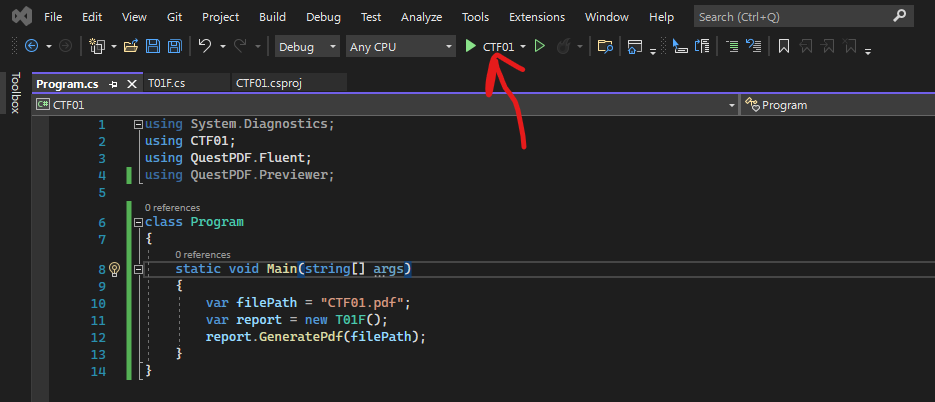 File Edit View Git Project Build Debug Test Analyze Tools Extensions Window Help Search (Ctrl+Q)
Debug Any CPU CTF01
Toolbox
Program.cs T01F.cs CTF01.csproj
C# CTF01 Program
1 using System.Diagnostics;
2 using CTF01;
3 using QuestPDF.Fluent;
4 using QuestPDF.Previewer;
5
0 references
6 class Program
7 {
0 references
8 static void Main(string[] args)
9 {
10 var filePath = "CTF01.pdf";
11 var report = new T01F();
12 report.GeneratePdf(filePath);
13 }
14 }